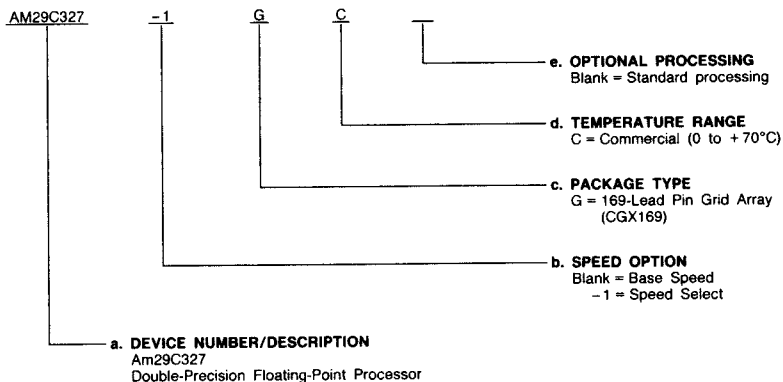 AM29C327 -1 G C
e. OPTIONAL PROCESSING
Blank = Standard processing
d. TEMPERATURE RANGE
C = Commercial (0 to +70°C)
c. PACKAGE TYPE
G = 169-Lead Pin Grid Array
(CGX169)
b. SPEED OPTION
Blank = Base Speed
-1 = Speed Select
a. DEVICE NUMBER/DESCRIPTION
Am29C327
Double-Precision Floating-Point Processor